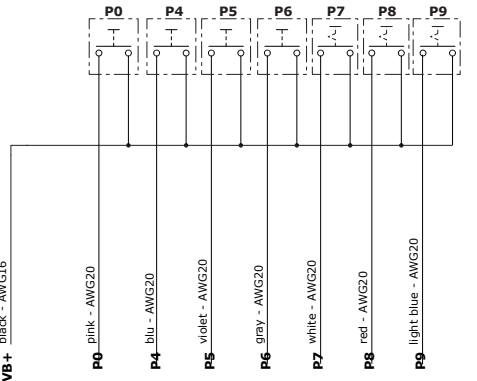 P0 P4 P5 P6 P7 P8 P9
black - AWG16
pink - AWG20
blu - AWG20
violet - AWG20
gray - AWG20
white - AWG20
red - AWG20
light blue - AWG20
VB+ P0 P4 P5 P6 P7 P8 P9